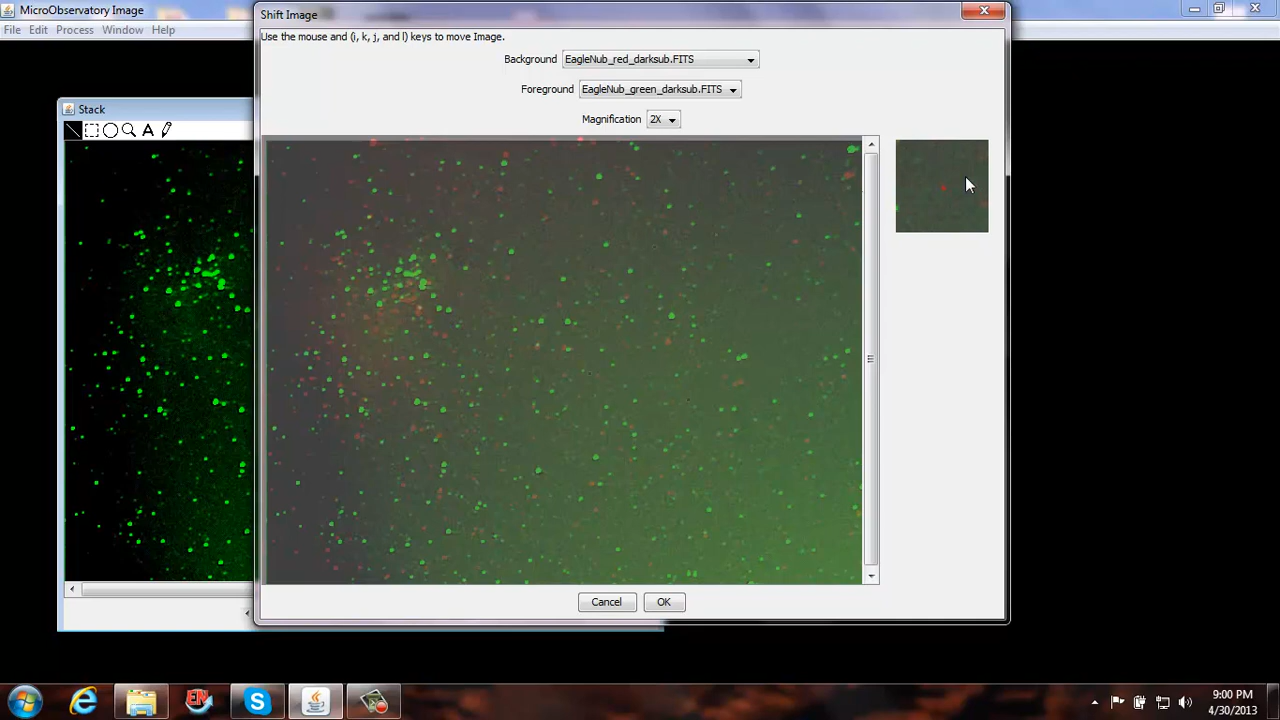 MicroObservatory Image
File Edit Process Window Help
Shift Image
Use the mouse and (i, k, j, and l) keys to move Image.
Background EagleNub_red_darksub.FITS
Foreground EagleNub_green_darksub.FITS
Magnification 2X
Stack
A
Cancel OK
EN
S
9:00 PM
4/30/2013